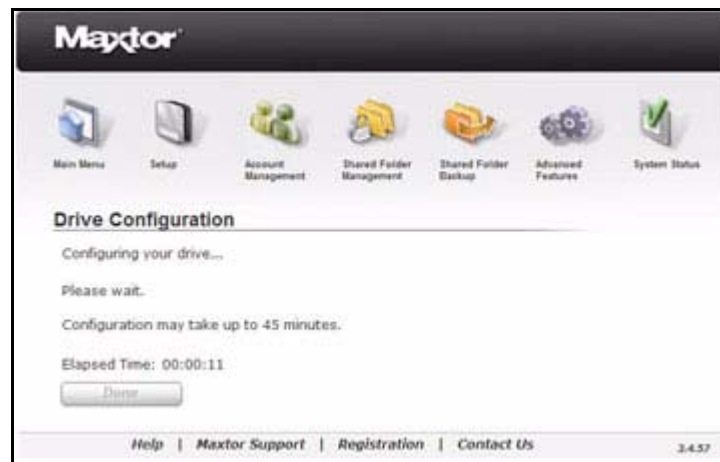 Maxtor
Main Menu
Setup
Account Management
Shared Folder Management
Shared Folder Backup
Advanced Features
System Status
Drive Configuration
Configuring your drive...
Please wait.
Configuration may take up to 45 minutes.
Elapsed Time: 00:00:11
Done
Help | Maxtor Support | Registration | Contact Us
3.4.57